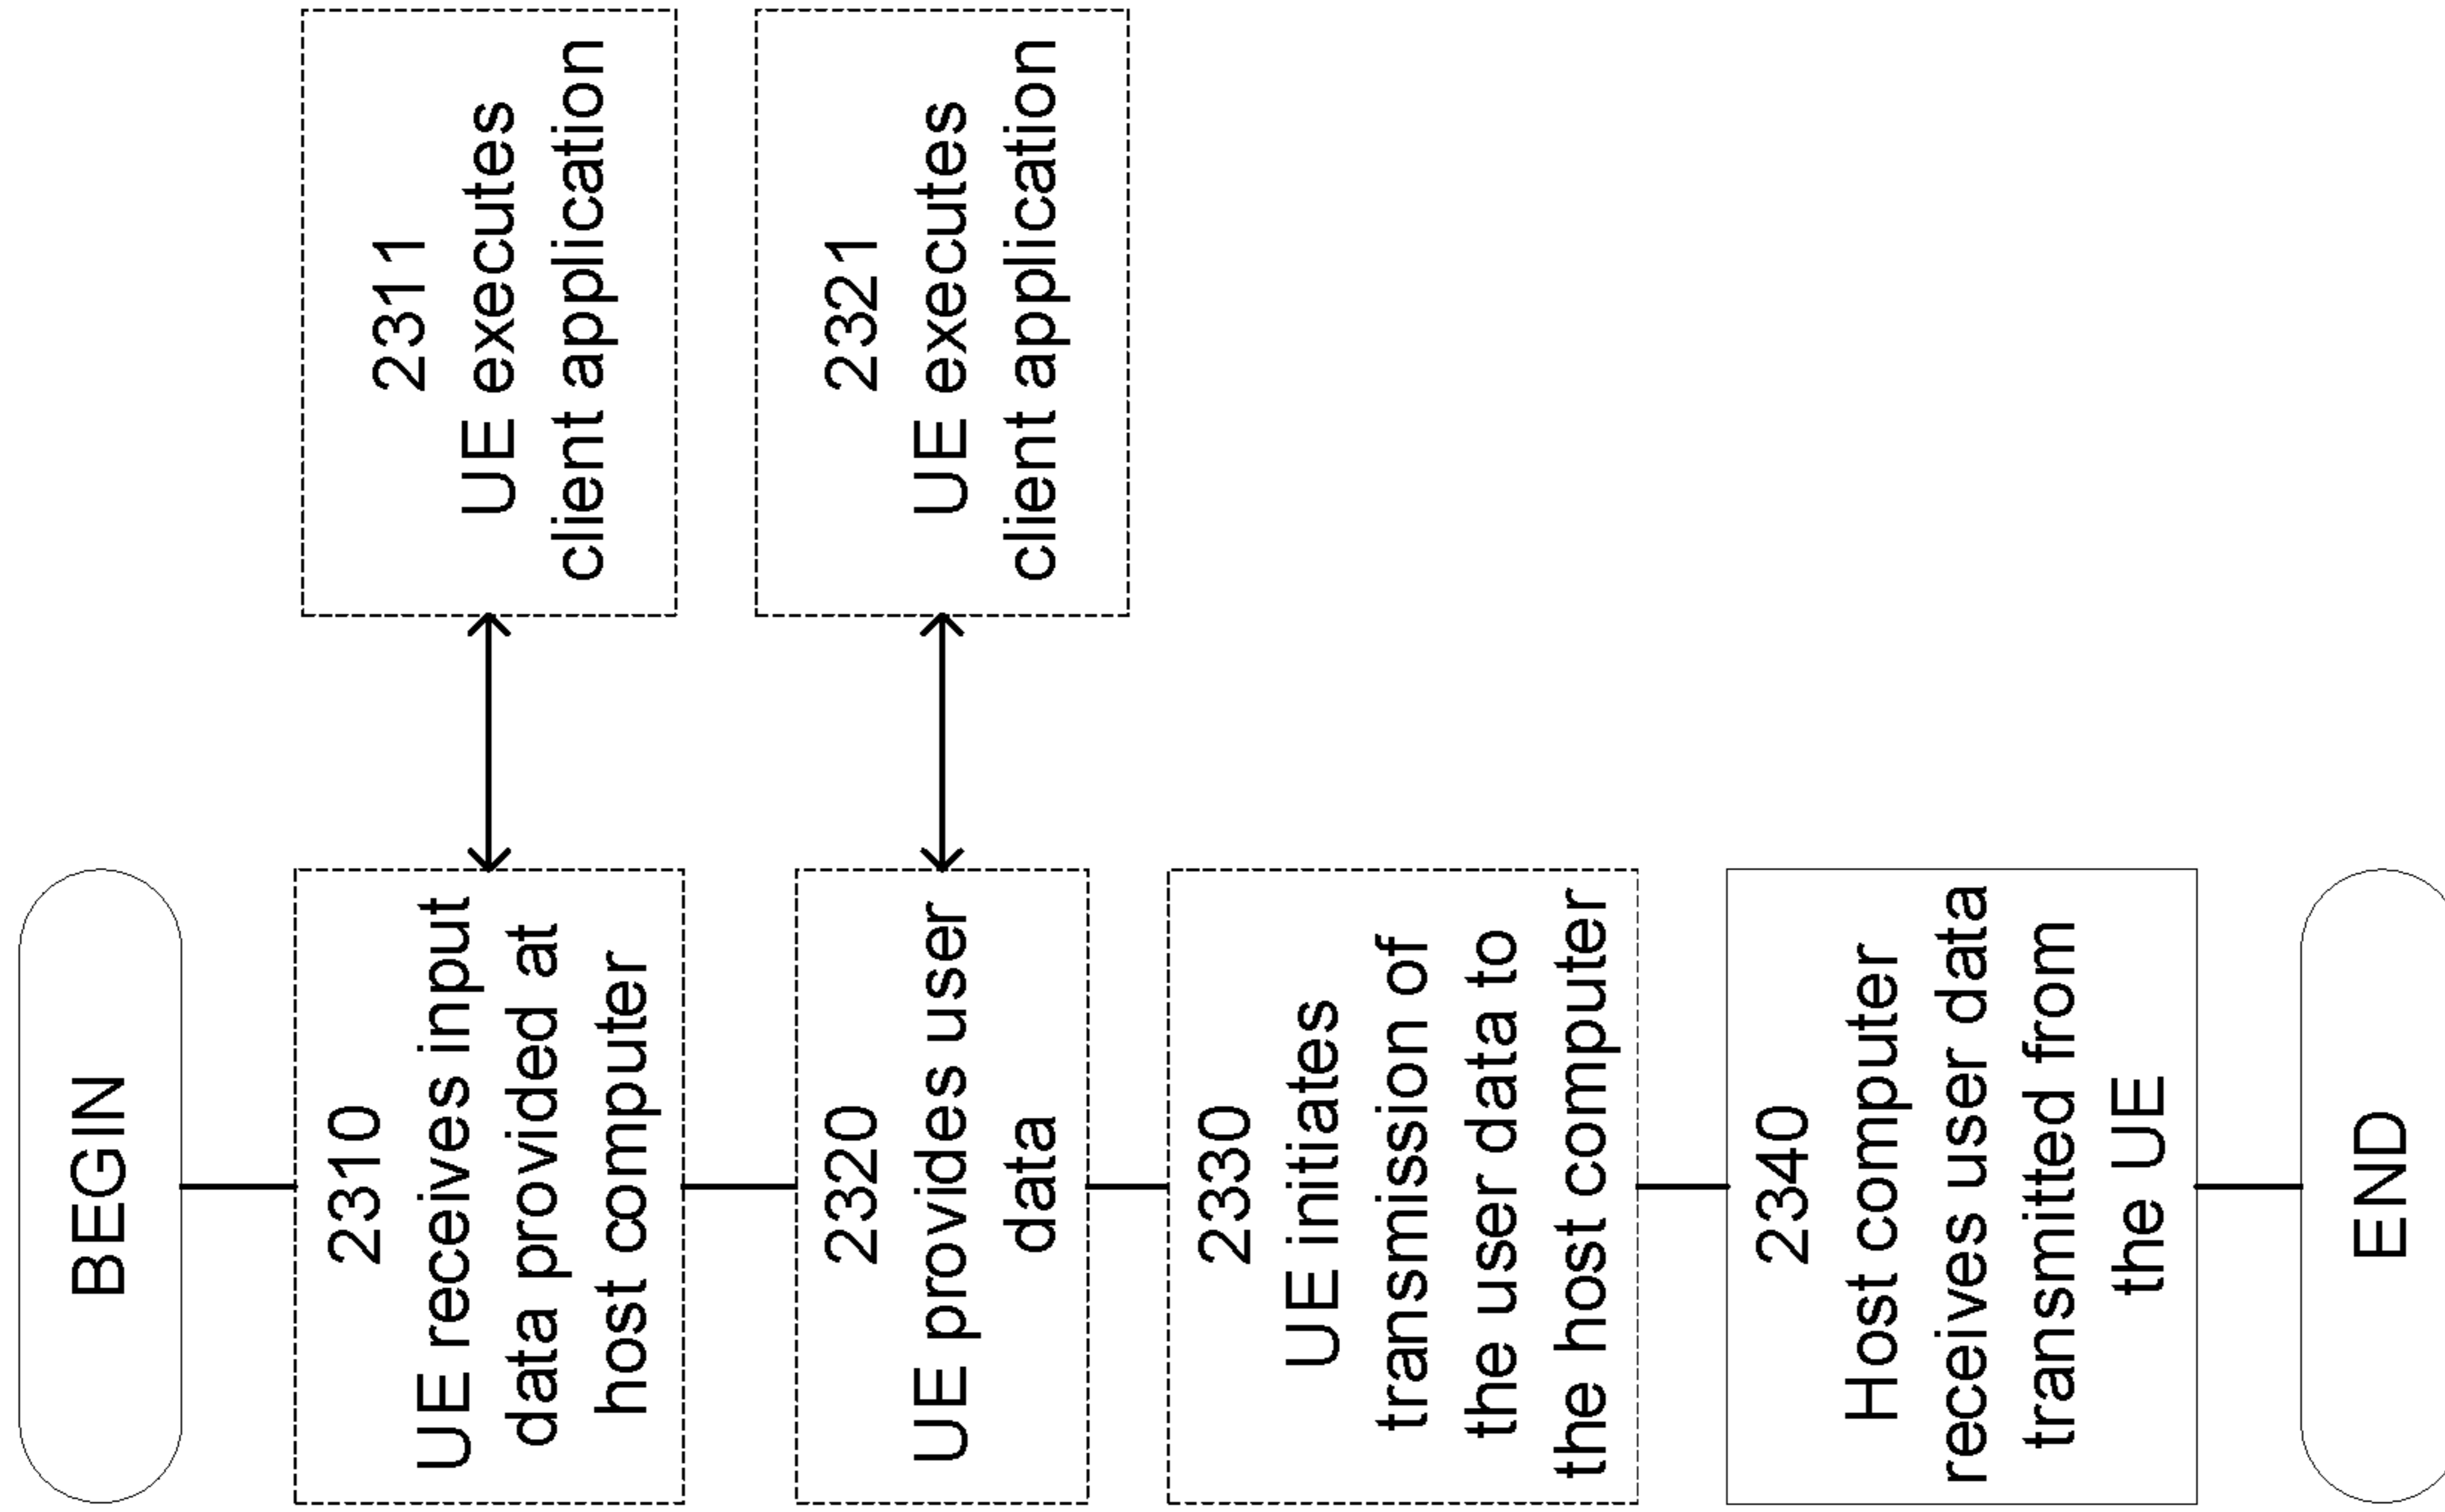 BEGIN
2310
UE receives input
data provided at
host computer
2311
UE executes
client application
2320
UE provides user
data
2321
UE executes
client application
2330
UE initiates
transmission of
the user data to
the host computer
2340
Host computer
receives user data
transmitted from
the UE
END